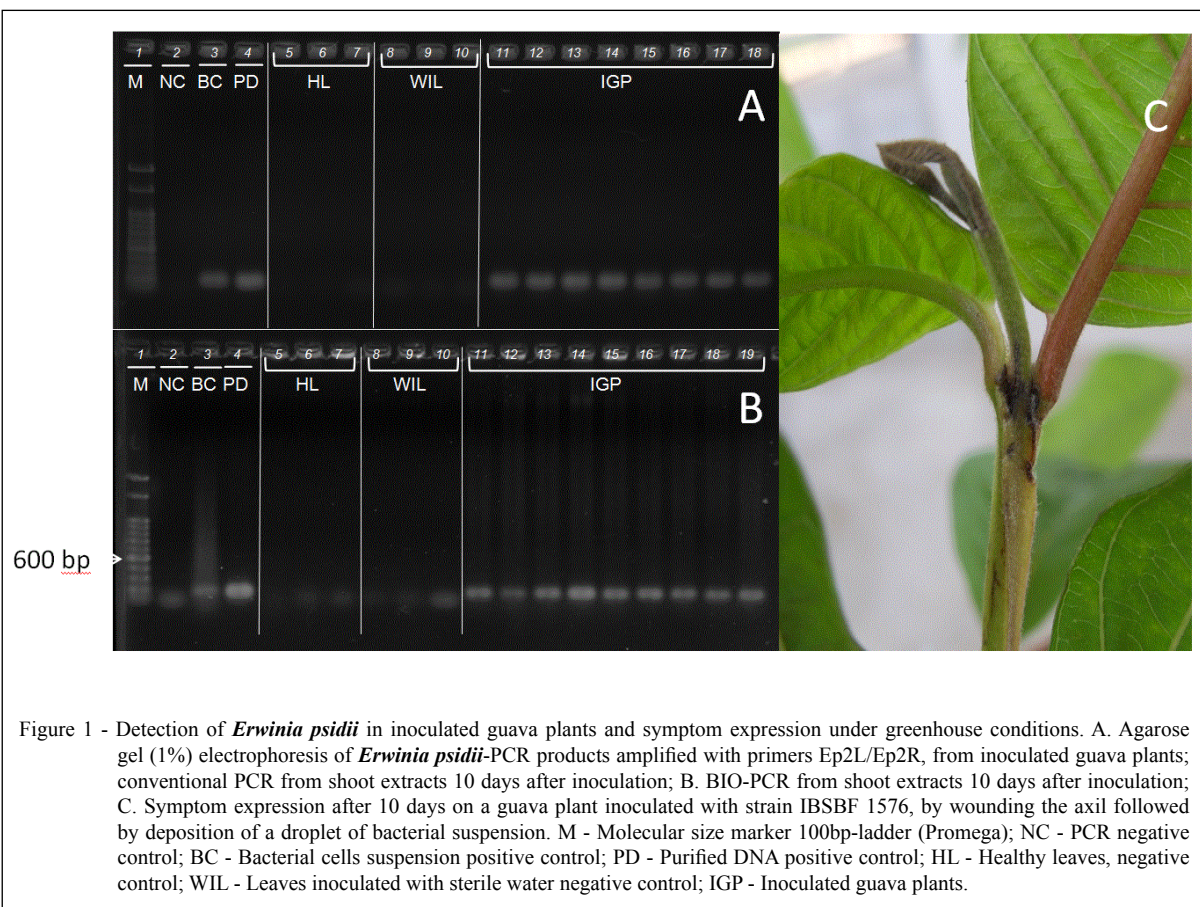 1 2 3 4 5 6 7 8 9 10 11 12 13 14 15 16 17 18
M NC BC PD HL WIL IGP
A
C
1 2 3 4 5 6 7 8 9 10 11 12 13 14 15 16 17 18 19
M NC BC PD HL WIL IGP
B
600 bp
Figure 1 - Detection of Erwinia psidii in inoculated guava plants and symptom expression under greenhouse conditions. A. Agarose
gel (1%) electrophoresis of Erwinia psidii-PCR products amplified with primers Ep2L/Ep2R, from inoculated guava plants;
conventional PCR from shoot extracts 10 days after inoculation; B. BIO-PCR from shoot extracts 10 days after inoculation;
C. Symptom expression after 10 days on a guava plant inoculated with strain IBSBF 1576, by wounding the axil followed
by deposition of a droplet of bacterial suspension. M - Molecular size marker 100bp-ladder (Promega); NC - PCR negative
control; BC - Bacterial cells suspension positive control; PD - Purified DNA positive control; HL - Healthy leaves, negative
control; WIL - Leaves inoculated with sterile water negative control; IGP - Inoculated guava plants.